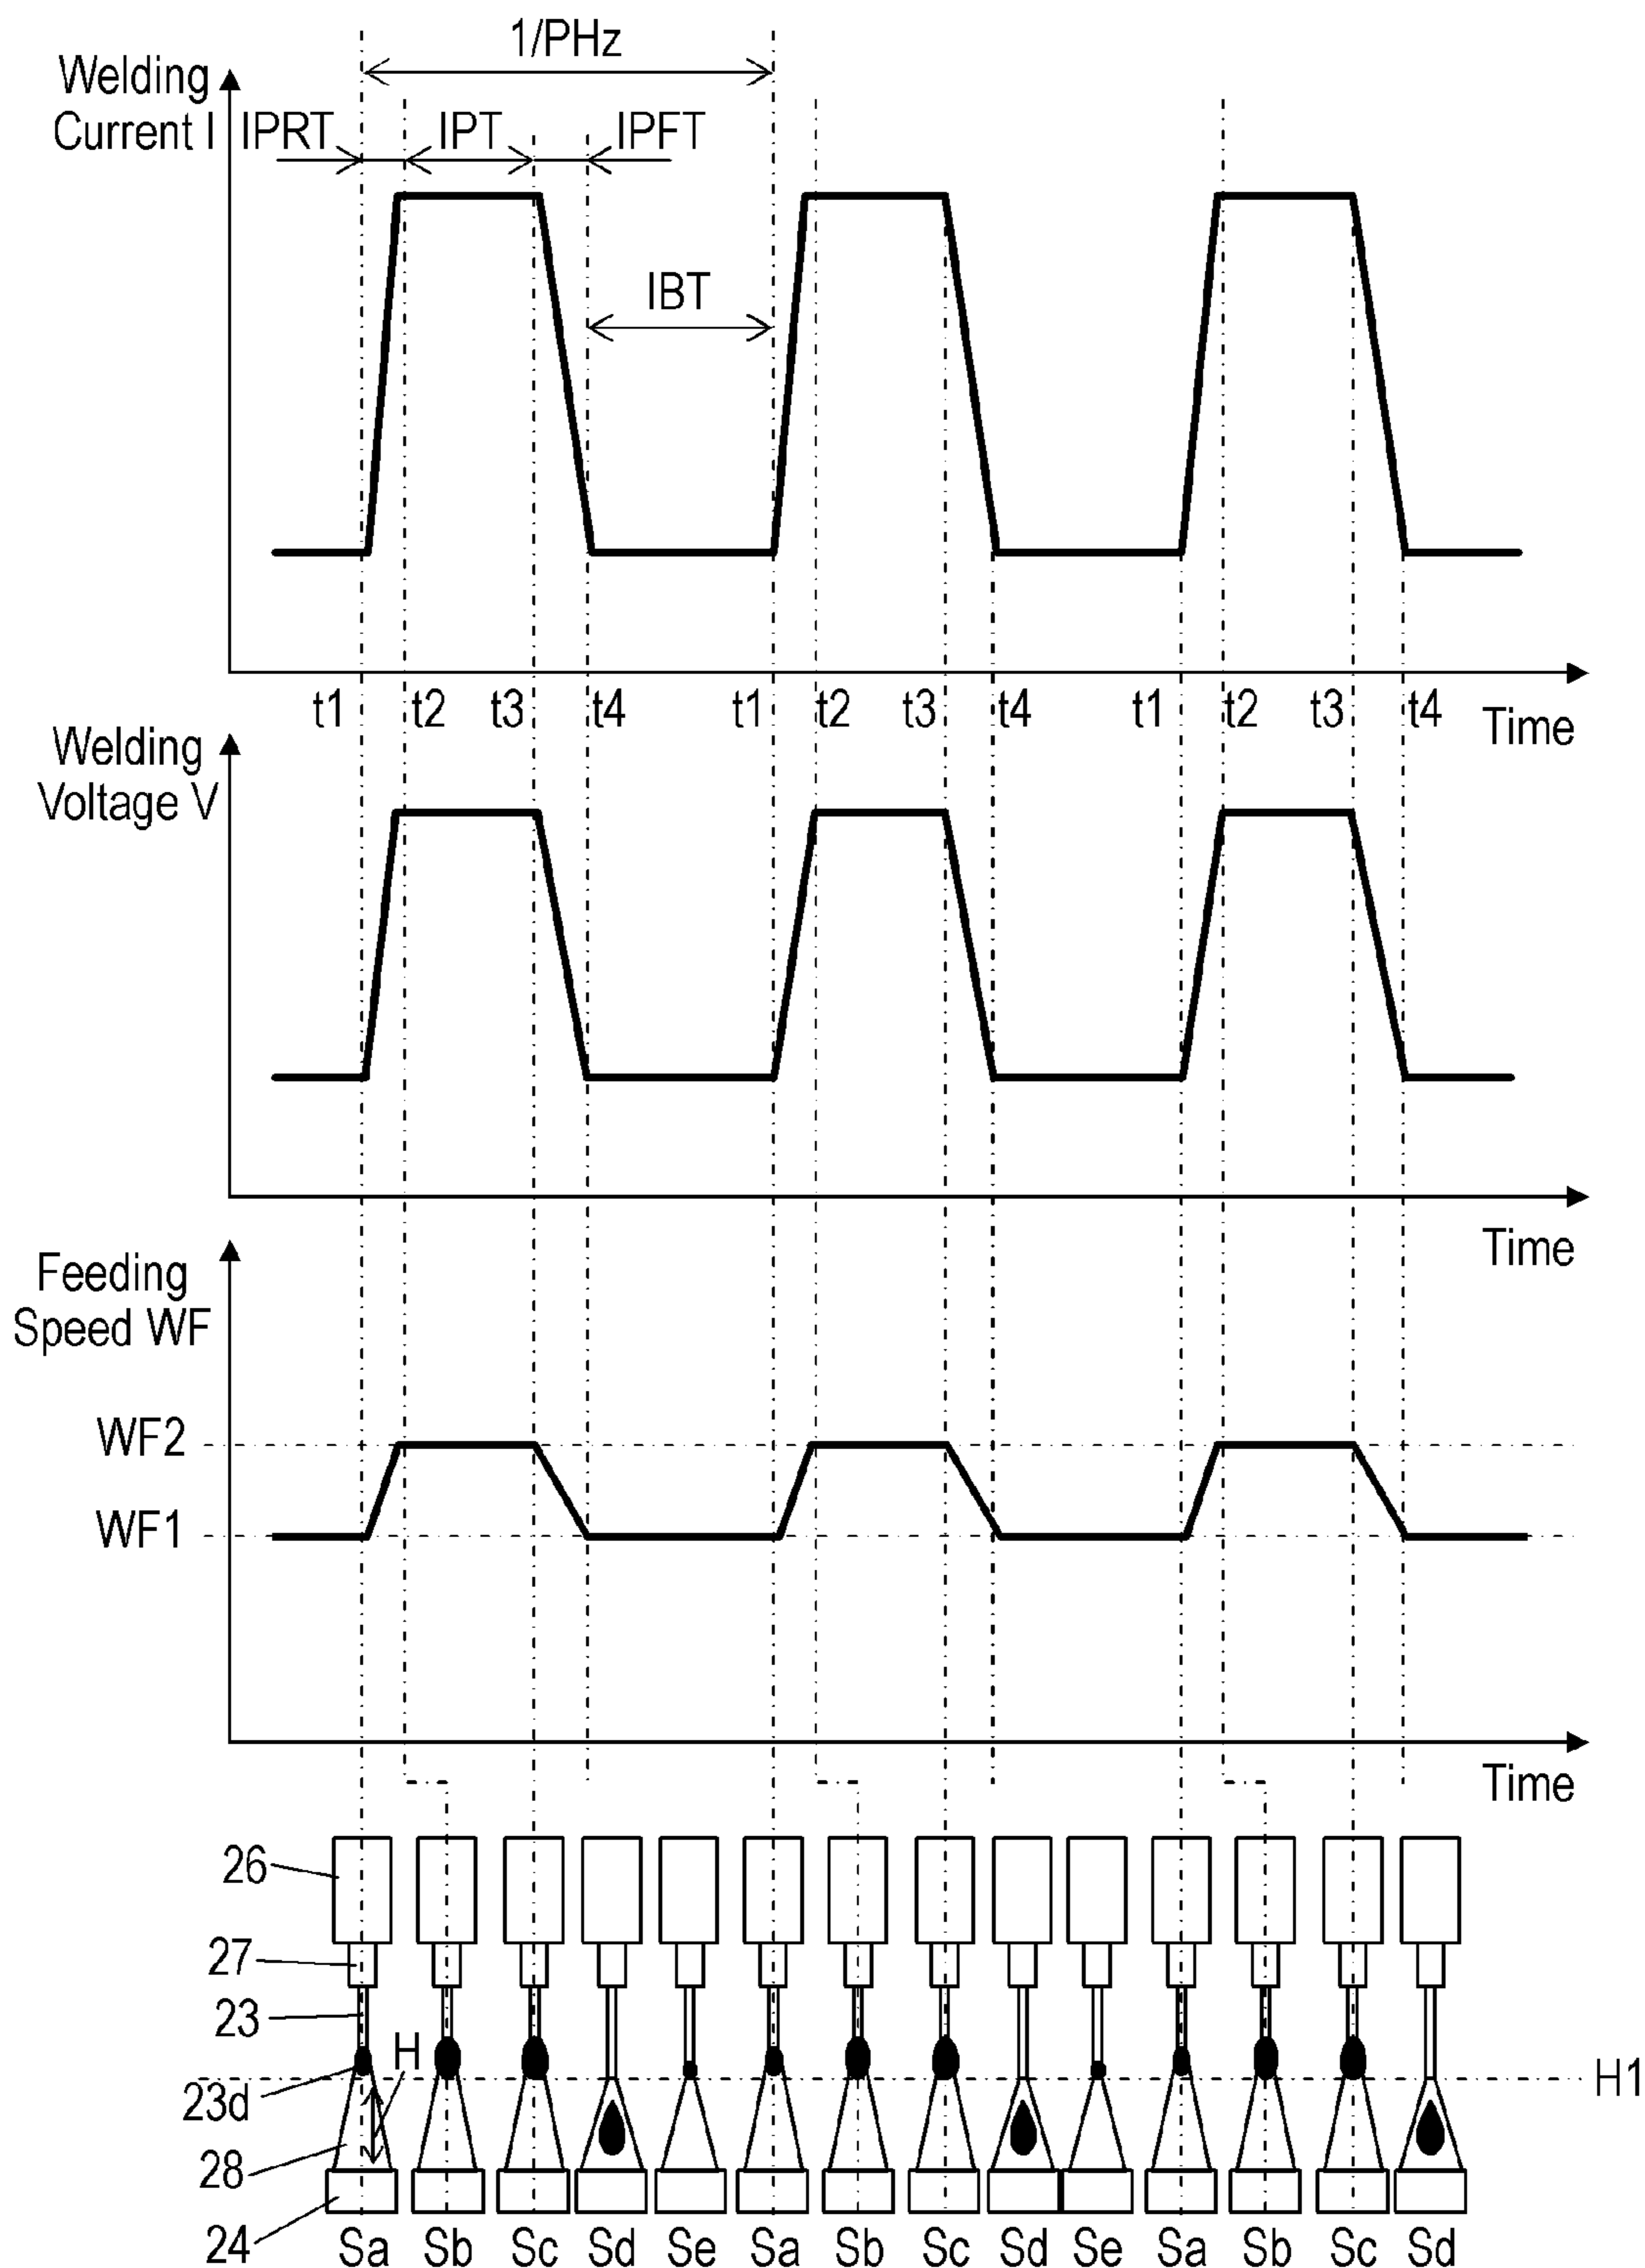 1/PHz
Welding
Current I
IPRT
IPT
IPFT
IBT
t1 t2 t3 t4 t1 t2 t3 t4 t1 t2 t3 t4
Time
Welding
Voltage V
Time
Feeding
Speed WF
WF2
WF1
Time
26
27
23
H
H1
23d
28
24
Sa Sb Sc Sd Se Sa Sb Sc Sd Se Sa Sb Sc Sd